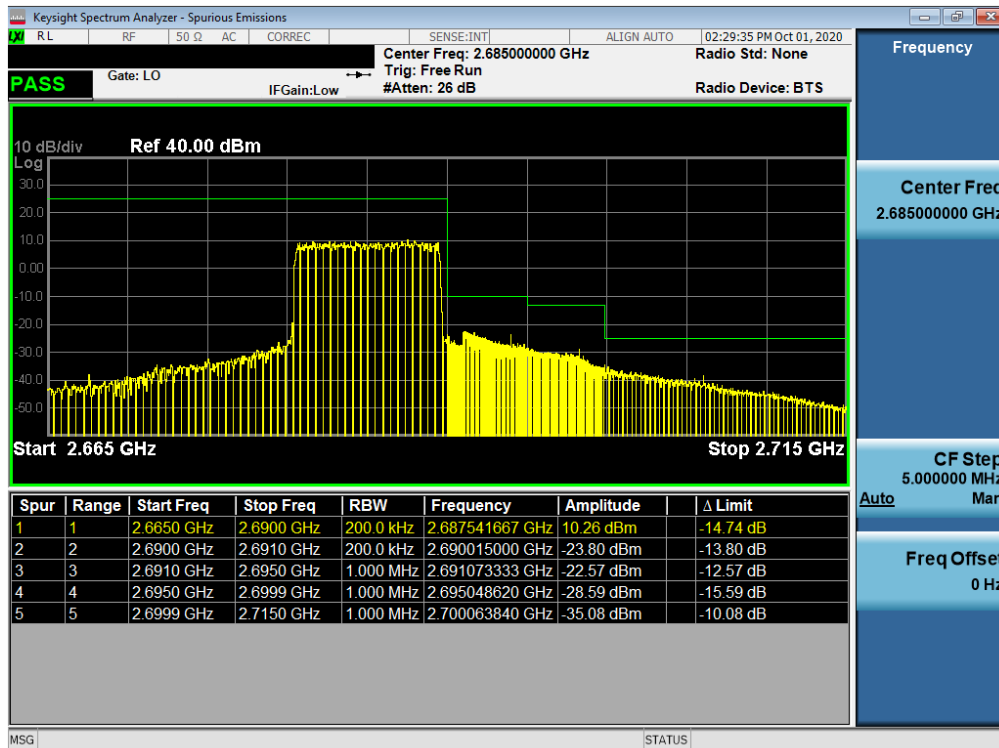 Keysight Spectrum Analyzer - Spurious Emissions
LXI RL RF 50 Ω AC CORREC SENSE:INT ALIGN AUTO 02:29:35 PM Oct 01, 2020
Center Freq: 2.685000000 GHz Radio Std: None
Gate: LO Trig: Free Run
PASS IFGain:Low #Atten: 26 dB Radio Device: BTS
10 dB/div Ref 40.00 dBm
Log
30.0
20.0
10.0
0.00
-10.0
-20.0
-30.0
-40.0
-50.0
Start 2.665 GHz Stop 2.715 GHz
Spur Range Start Freq Stop Freq RBW Frequency Amplitude Δ Limit
1 1 2.6650 GHz 2.6900 GHz 200.0 kHz 2.687541667 GHz 10.26 dBm -14.74 dB
2 2 2.6900 GHz 2.6910 GHz 200.0 kHz 2.690015000 GHz -23.80 dBm -13.80 dB
3 3 2.6910 GHz 2.6950 GHz 1.000 MHz 2.691073333 GHz -22.57 dBm -12.57 dB
4 4 2.6950 GHz 2.6999 GHz 1.000 MHz 2.695048620 GHz -28.59 dBm -15.59 dB
5 5 2.6999 GHz 2.7150 GHz 1.000 MHz 2.700063840 GHz -35.08 dBm -10.08 dB
MSG STATUS
Frequency
Center Freq
2.685000000 GHz
CF Step
5.000000 MHz
Auto Man
Freq Offset
0 Hz